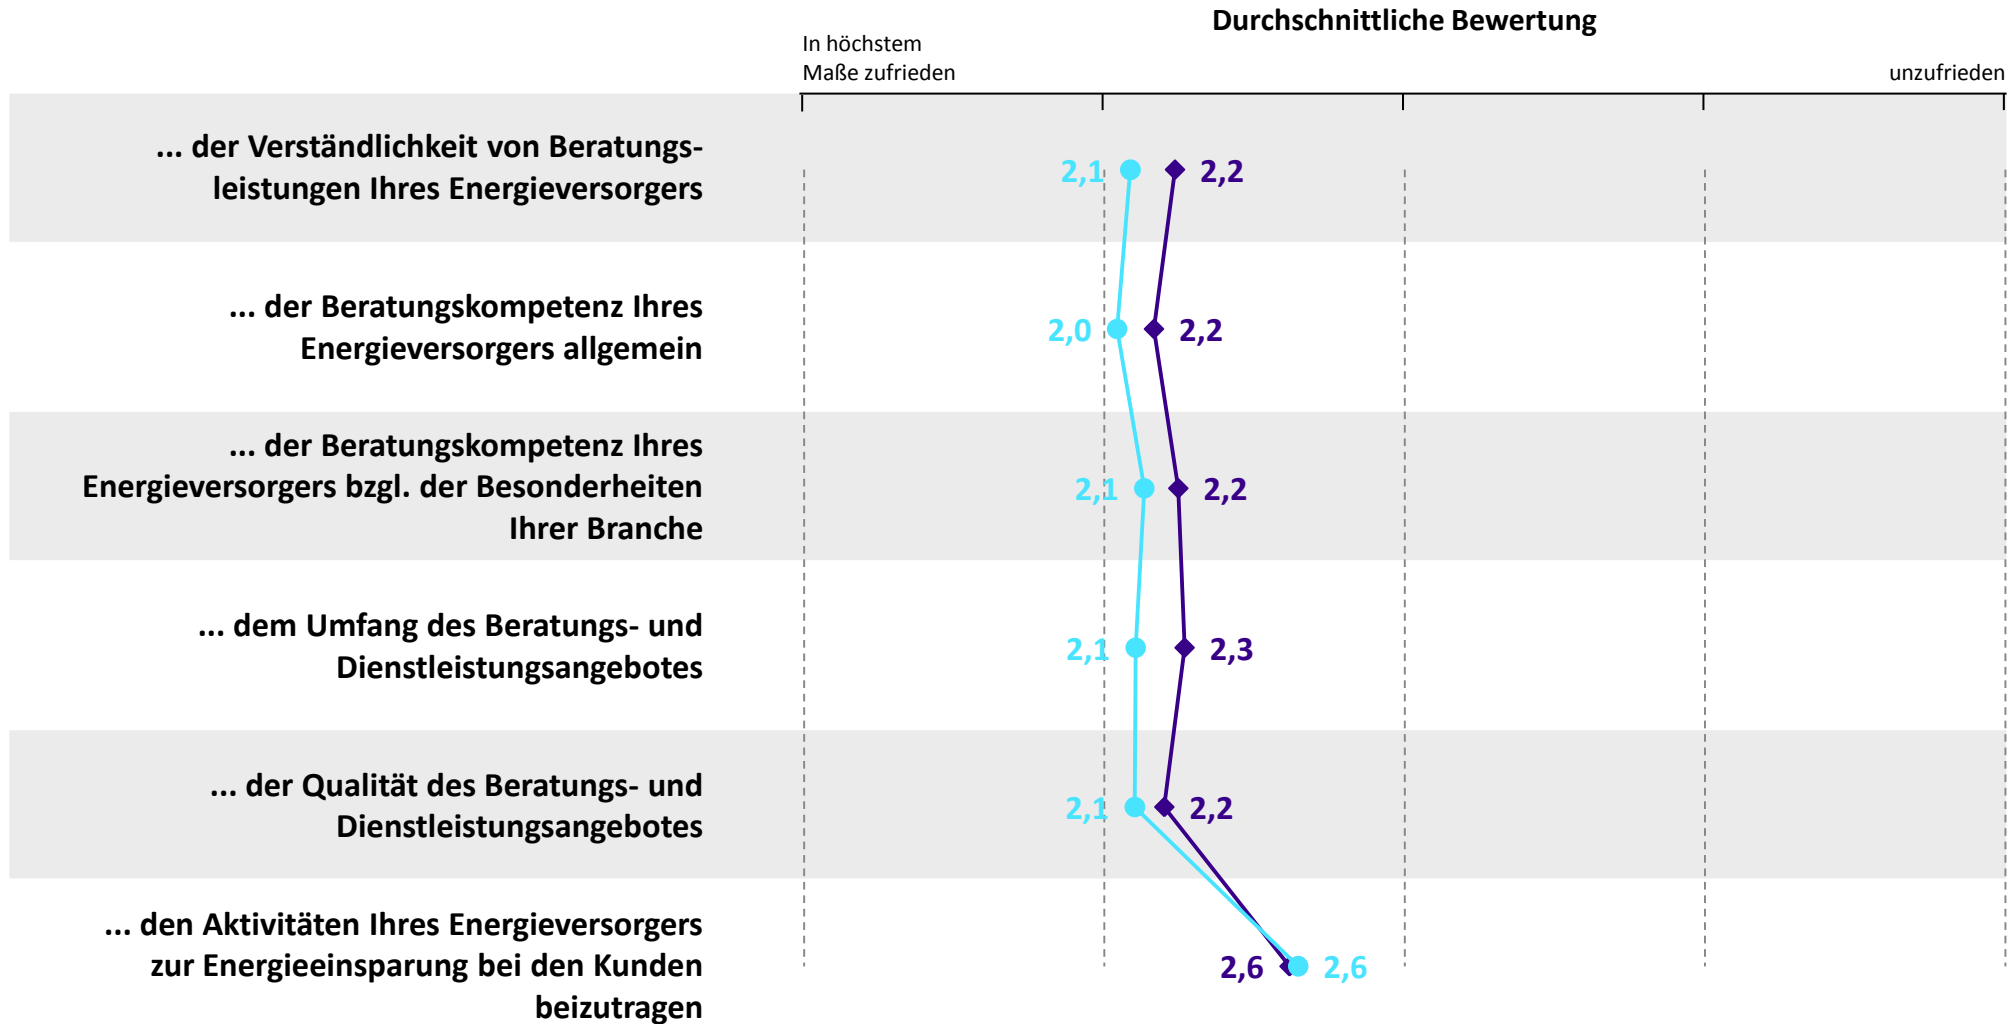 Durchschnittliche Bewertung
In höchstem
Maße zufrieden
unzufrieden
... der Verständlichkeit von Beratungs-
leistungen Ihres Energieversorgers
2,1
2,2
... der Beratungskompetenz Ihres
Energieversorgers allgemein
2,0
2,2
... der Beratungskompetenz Ihres
Energieversorgers bzgl. der Besonderheiten
Ihrer Branche
2,1
2,2
... dem Umfang des Beratungs- und
Dienstleistungsangebotes
2,1
2,3
... der Qualität des Beratungs- und
Dienstleistungsangebotes
2,1
2,2
... den Aktivitäten Ihres Energieversorgers
zur Energieeinsparung bei den Kunden
beizutragen
2,6
2,6